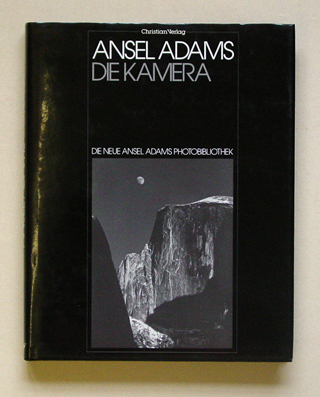 Christian Verlag
ANSEL ADAMS
DIE KAMERA
DIE NEUE ANSEL ADAMS PHOTOBIBLIOTHEK